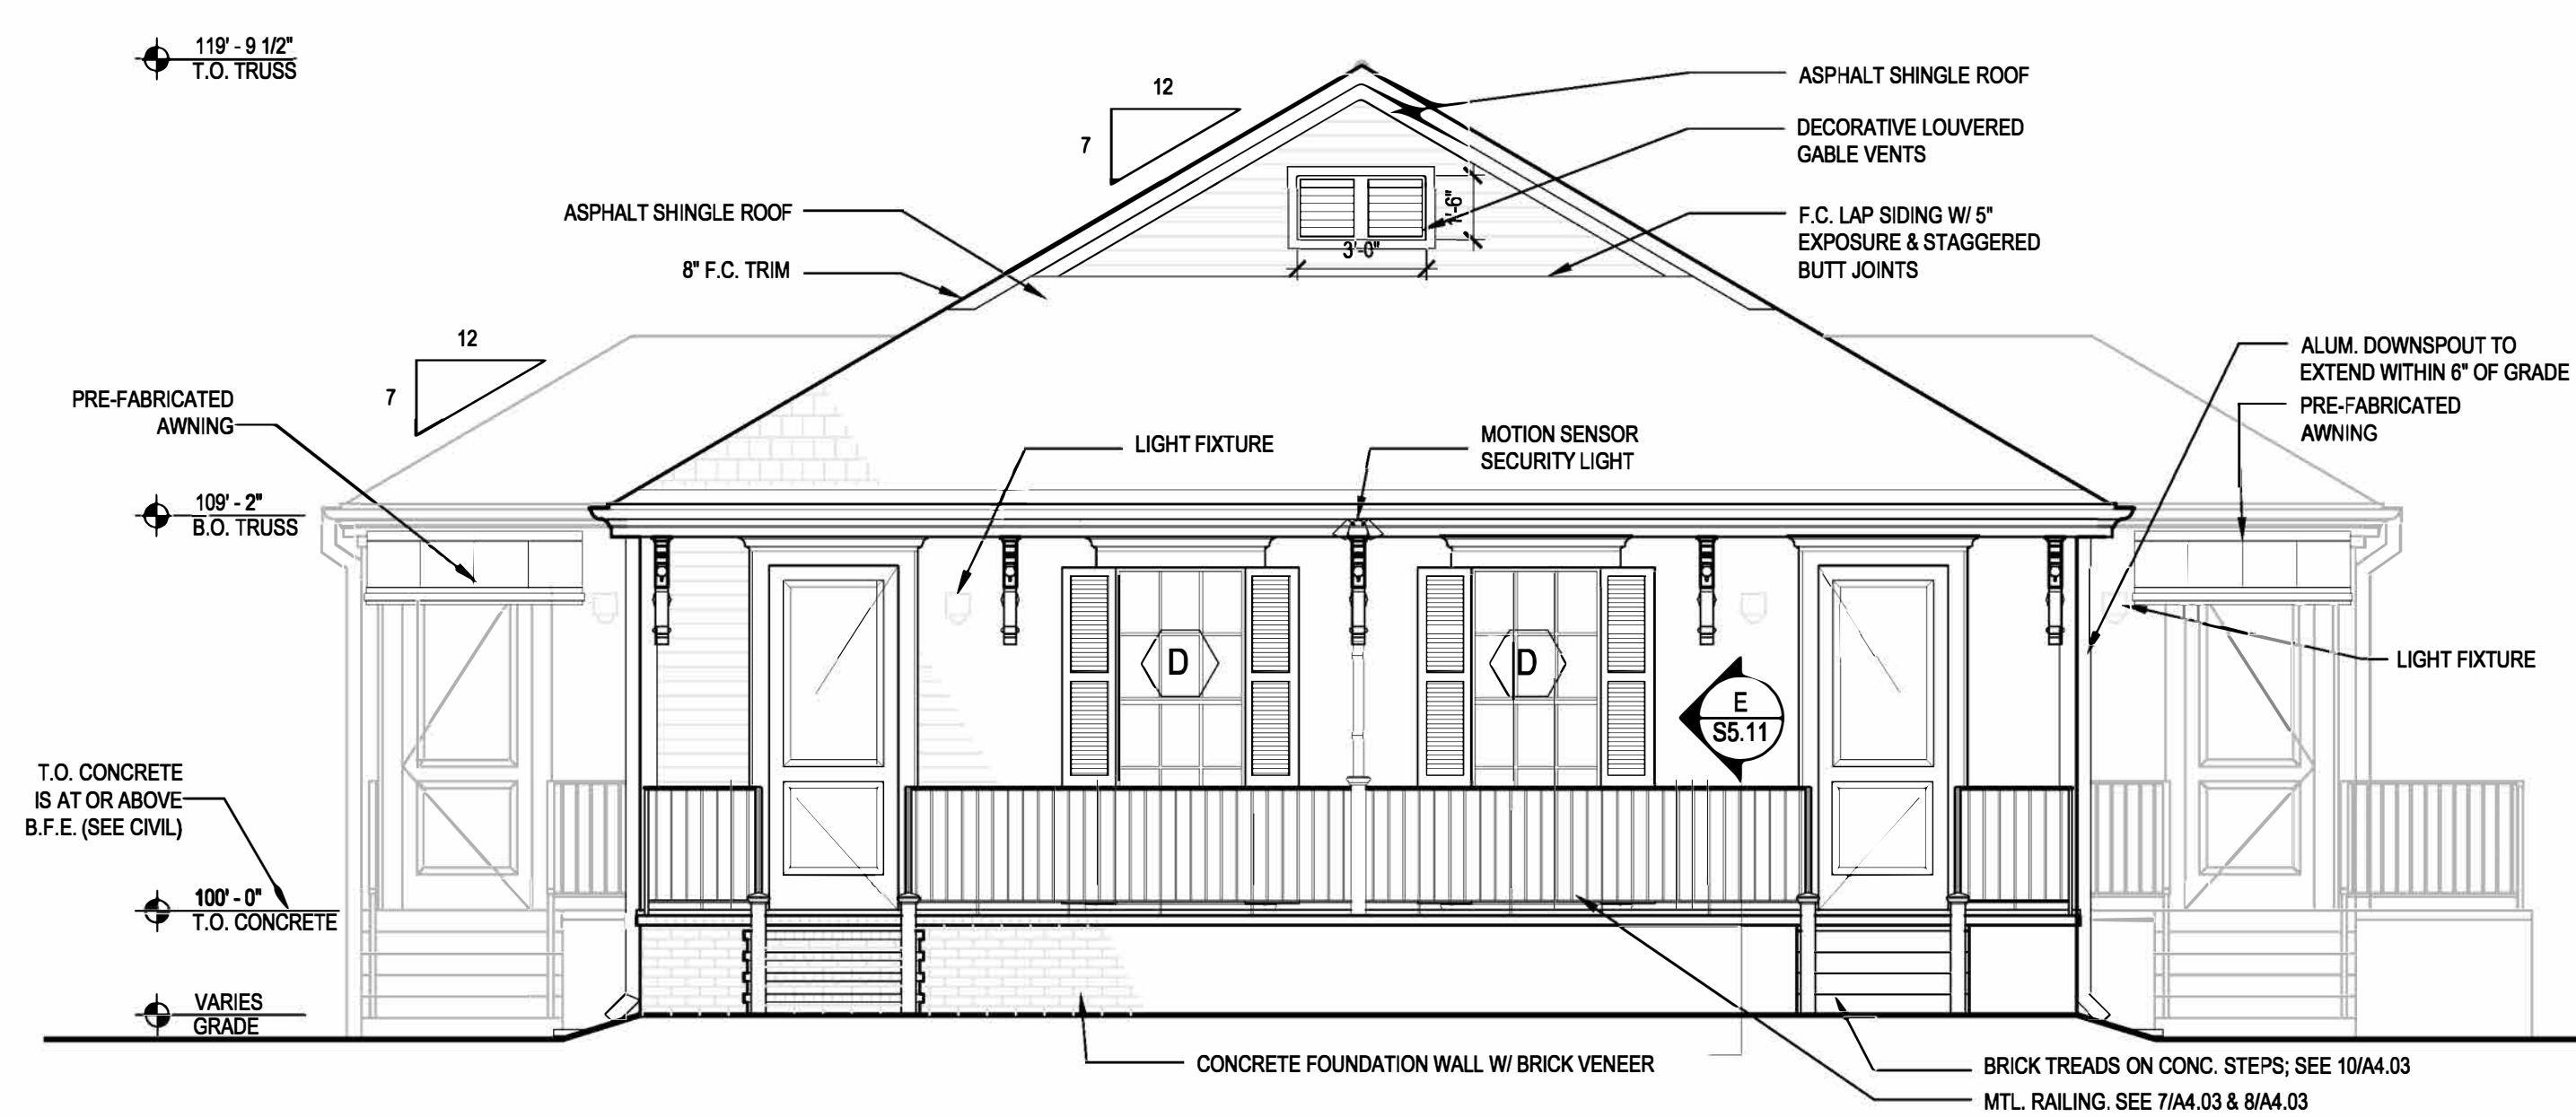 119' - 9 1/2"
T.O. TRUSS
12
7
ASPHALT SHINGLE ROOF
DECORATIVE LOUVERED
GABLE VENTS
F.C. LAP SIDING W/ 5"
EXPOSURE & STAGGERED
BUTT JOINTS
ASPHALT SHINGLE ROOF
8" F.C. TRIM
3'-0"
12
7
PRE-FABRICATED
AWNING
LIGHT FIXTURE
MOTION SENSOR
SECURITY LIGHT
ALUM. DOWNSPOUT TO
EXTEND WITHIN 6" OF GRADE
PRE-FABRICATED
AWNING
109' - 2"
B.O. TRUSS
D
D
LIGHT FIXTURE
E
S5.11
T.O. CONCRETE
IS AT OR ABOVE
B.F.E. (SEE CIVIL)
100' - 0"
T.O. CONCRETE
VARIES
GRADE
CONCRETE FOUNDATION WALL W/ BRICK VENEER
BRICK TREADS ON CONC. STEPS; SEE 10/A4.03
MTL. RAILING. SEE 7/A4.03 & 8/A4.03